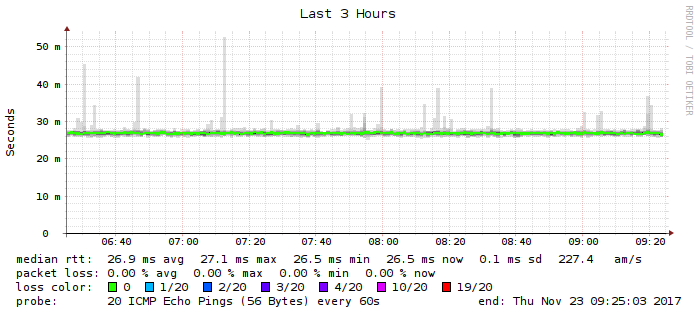 Last 3 Hours
RRDTOOL / TOBI OETIKER
Seconds
50 m
40 m
30 m
20 m
10 m
0
06:40 07:00 07:20 07:40 08:00 08:20 08:40 09:00 09:20
median rtt: 26.9 ms avg 27.1 ms max 26.5 ms min 26.5 ms now 0.1 ms sd 227.4 am/s
packet loss: 0.00 % avg 0.00 % max 0.00 % min 0.00 % now
loss color: 0 1/20 2/20 3/20 4/20 10/20 19/20
probe: 20 ICMP Echo Pings (56 Bytes) every 60s end: Thu Nov 23 09:25:03 2017